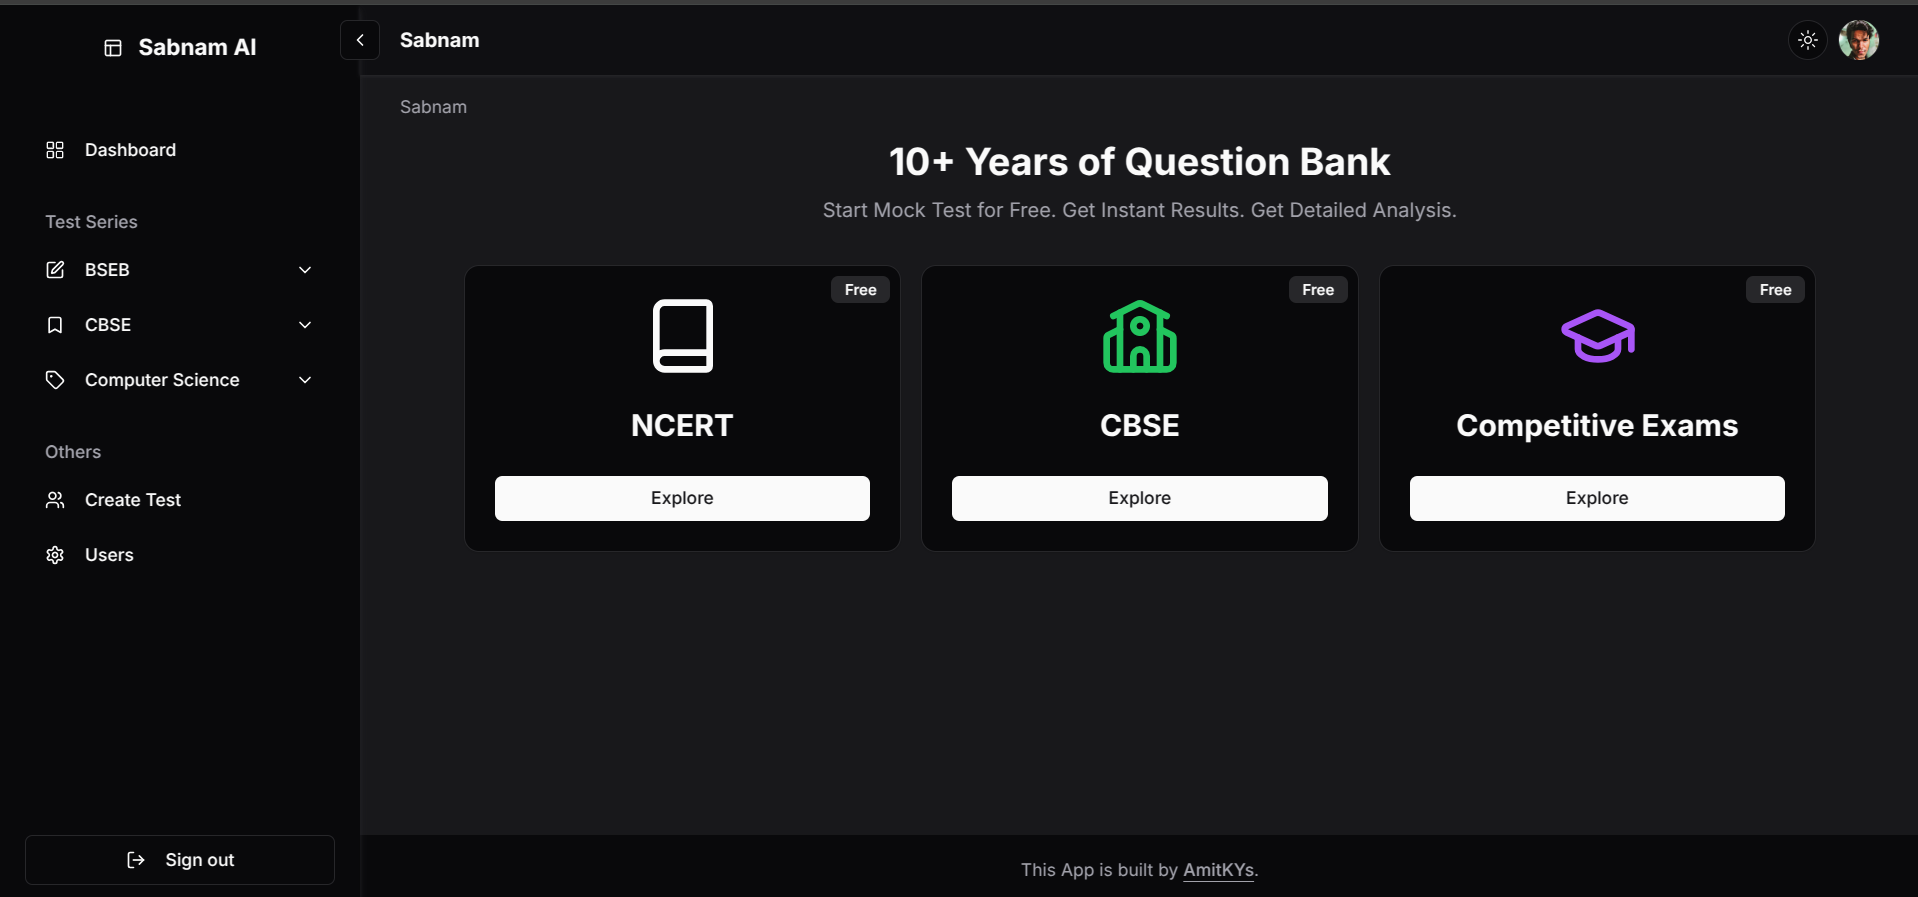 Sabnam AI
Dashboard
Test Series
BSEB
CBSE
Computer Science
Others
Create Test
Users
Sign out
Sabnam
Sabnam
10+ Years of Question Bank
Start Mock Test for Free. Get Instant Results. Get Detailed Analysis.
Free
NCERT
Explore
Free
CBSE
Explore
Free
Competitive Exams
Explore
This App is built by AmitKYs.